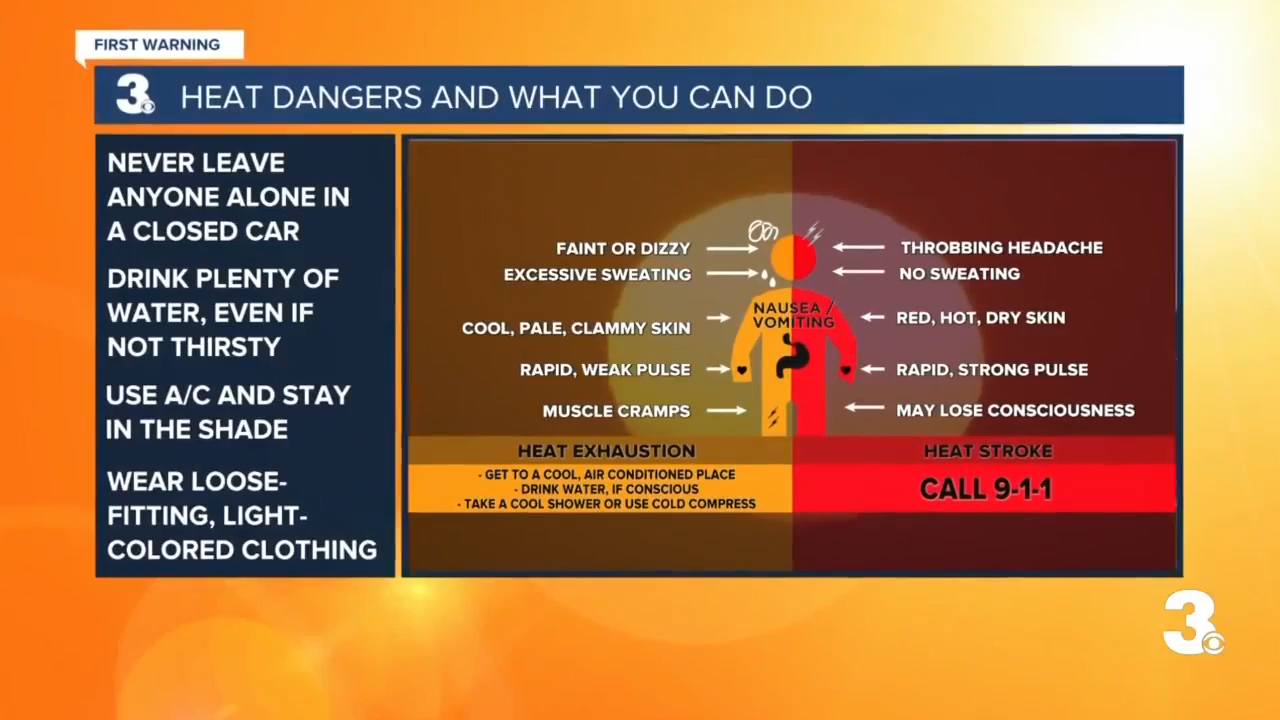 FIRST WARNING
3 HEAT DANGERS AND WHAT YOU CAN DO
NEVER LEAVE
ANYONE ALONE IN
A CLOSED CAR
DRINK PLENTY OF
WATER, EVEN IF
NOT THIRSTY
USE A/C AND STAY
IN THE SHADE
WEAR LOOSE-
FITTING, LIGHT-
COLORED CLOTHING
FAINT OR DIZZY
EXCESSIVE SWEATING
COOL, PALE, CLAMMY SKIN
RAPID, WEAK PULSE
MUSCLE CRAMPS
NAUSEA /
VOMITING
THROBBING HEADACHE
NO SWEATING
RED, HOT, DRY SKIN
RAPID, STRONG PULSE
MAY LOSE CONSCIOUSNESS
HEAT EXHAUSTION
- GET TO A COOL, AIR CONDITIONED PLACE
- DRINK WATER, IF CONSCIOUS
- TAKE A COOL SHOWER OR USE COLD COMPRESS
HEAT STROKE
CALL 9-1-1
3